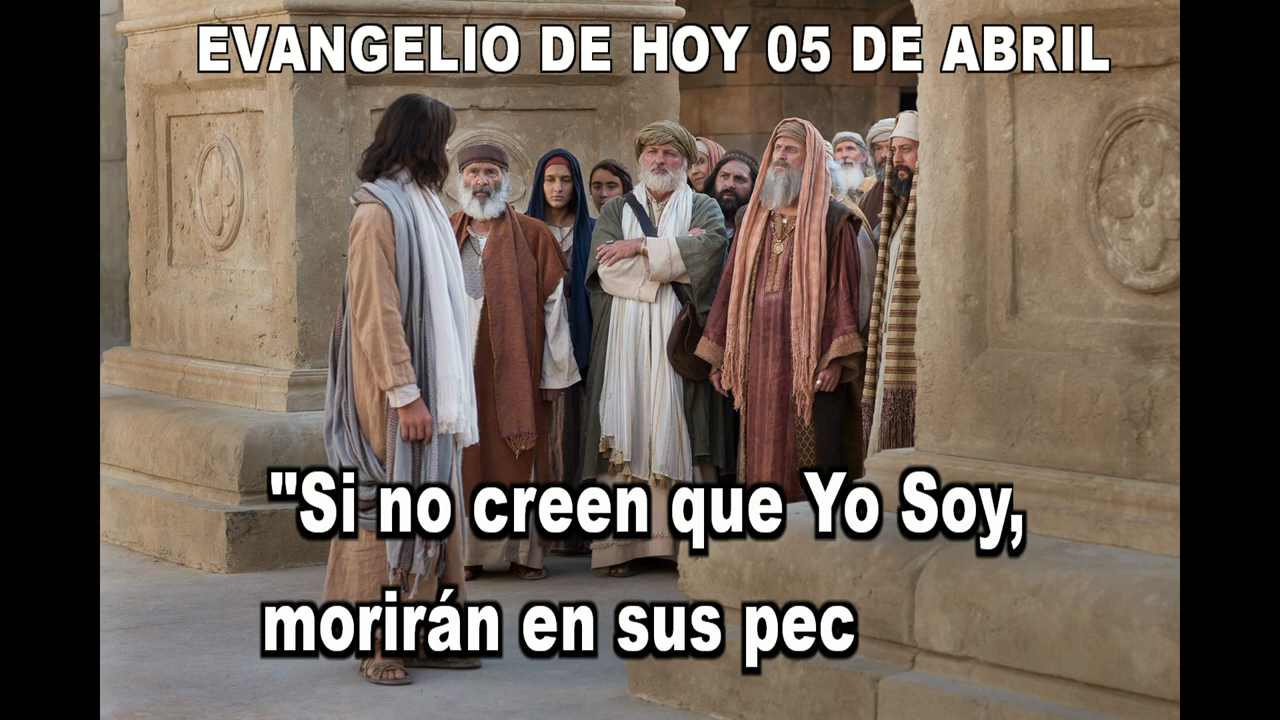 EVANGELIO DE HOY 05 DE ABRIL
"Si no creen que Yo Soy,
morirán en sus pec